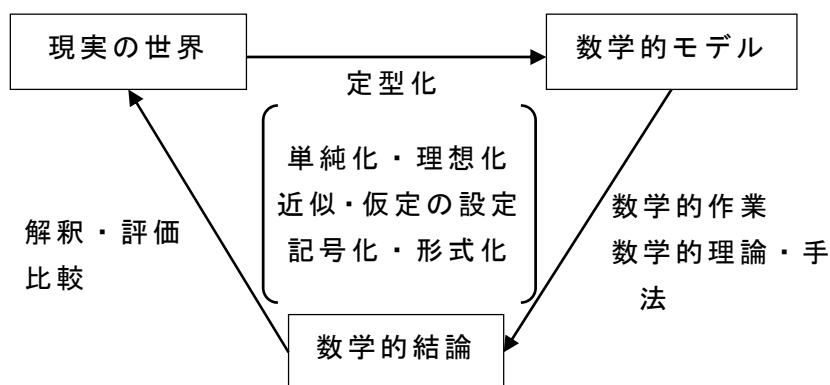 現実の世界
数学的モデル
定型化
単純化・理想化
近似・仮定の設定
記号化・形式化
解釈・評価
比較
数学的作業
数学的理論・手
法
数学的結論